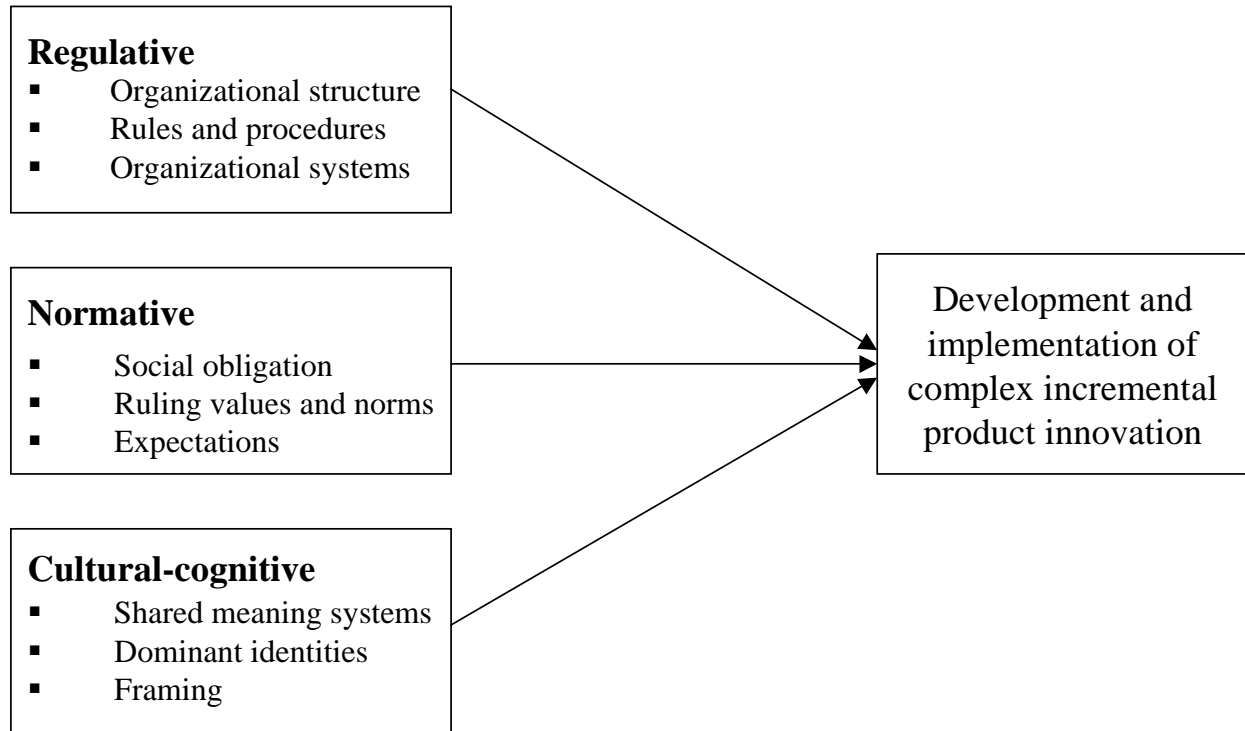 Regulative
▪ Organizational structure
▪ Rules and procedures
▪ Organizational systems
Normative
▪ Social obligation
▪ Ruling values and norms
▪ Expectations
Cultural-cognitive
▪ Shared meaning systems
▪ Dominant identities
▪ Framing
Development and
implementation of
complex incremental
product innovation